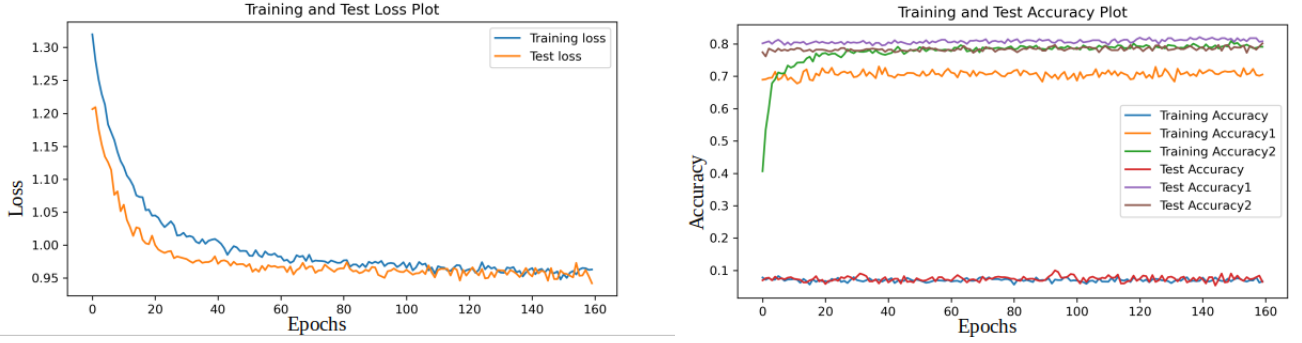 Training and Test Loss Plot
Training loss
Test loss
1.30
1.25
1.20
1.15
1.10
1.05
1.00
0.95
Loss
0 20 40 60 80 100 120 140 160
Epochs
Training and Test Accuracy Plot
0.8
0.7
0.6
0.5
0.4
0.3
0.2
0.1
Accuracy
Training Accuracy
Training Accuracy1
Training Accuracy2
Test Accuracy
Test Accuracy1
Test Accuracy2
0 20 40 60 80 100 120 140 160
Epochs